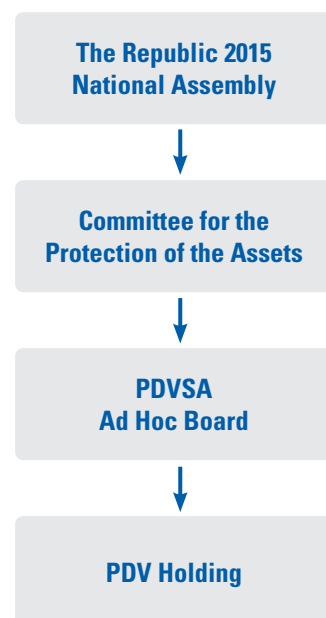 The Republic 2015
National Assembly
Committee for the
Protection of the Assets
PDVSA
Ad Hoc Board
PDV Holding